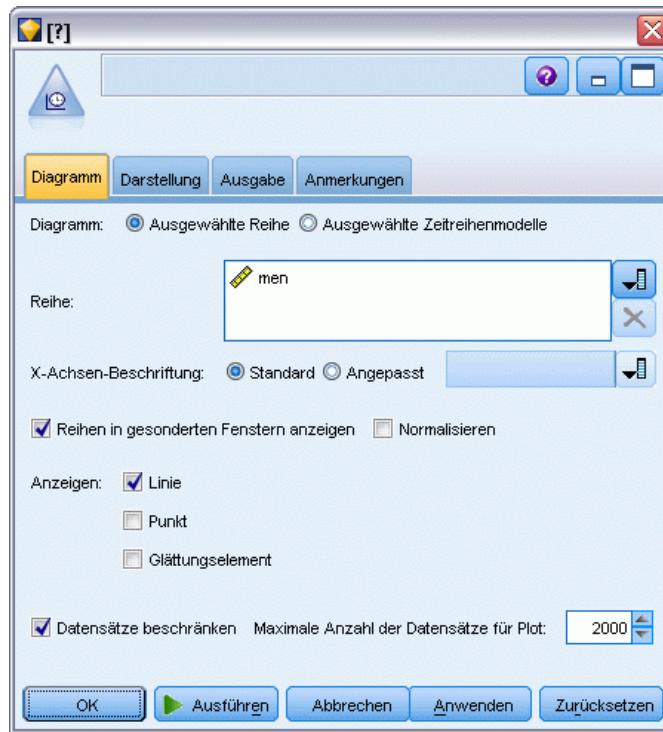 [?]
Diagramm Darstellung Ausgabe Anmerkungen
Diagramm: Ausgewählte Reihe Ausgewählte Zeitreihenmodelle
Reihe: men
X-Achsen-Beschriftung: Standard Angepasst
Reihen in gesonderten Fenstern anzeigen Normalisieren
Anzeigen: Linie
Punkt
Glättungselement
Datensätze beschränken Maximale Anzahl der Datensätze für Plot: 2000
OK Ausführen Abbrechen Anwenden Zurücksetzen